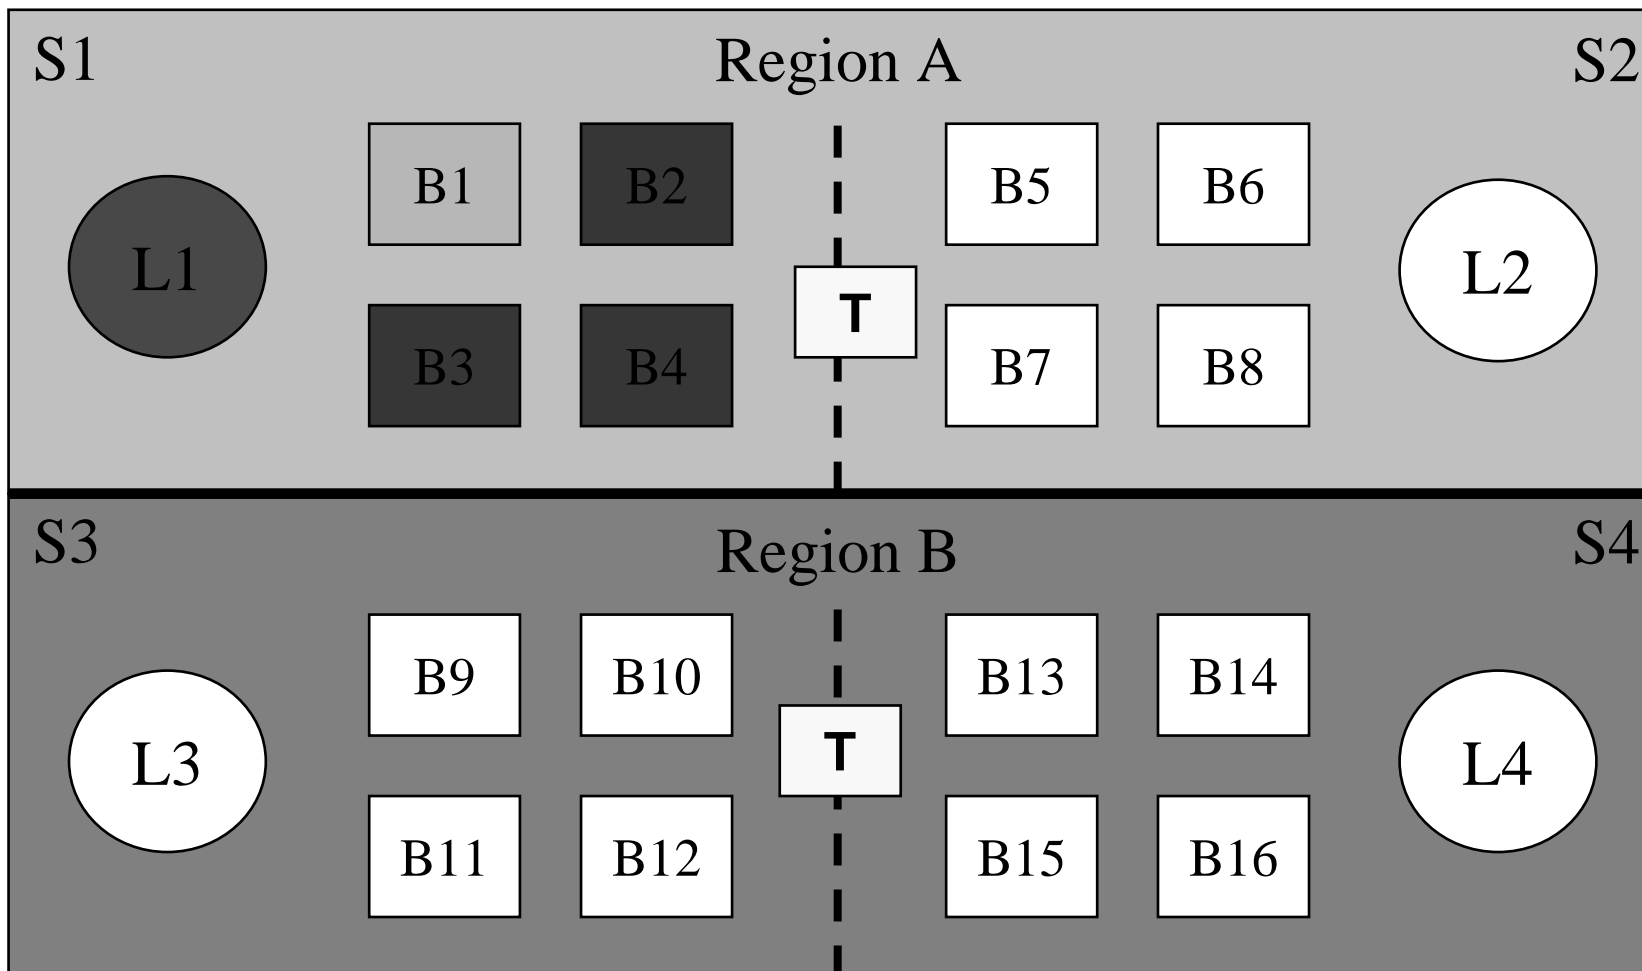 S1 Region A S2
B1 B2 B5 B6
L1 T L2
B3 B4 B7 B8
S3 Region B S4
B9 B10 B13 B14
L3 T L4
B11 B12 B15 B16